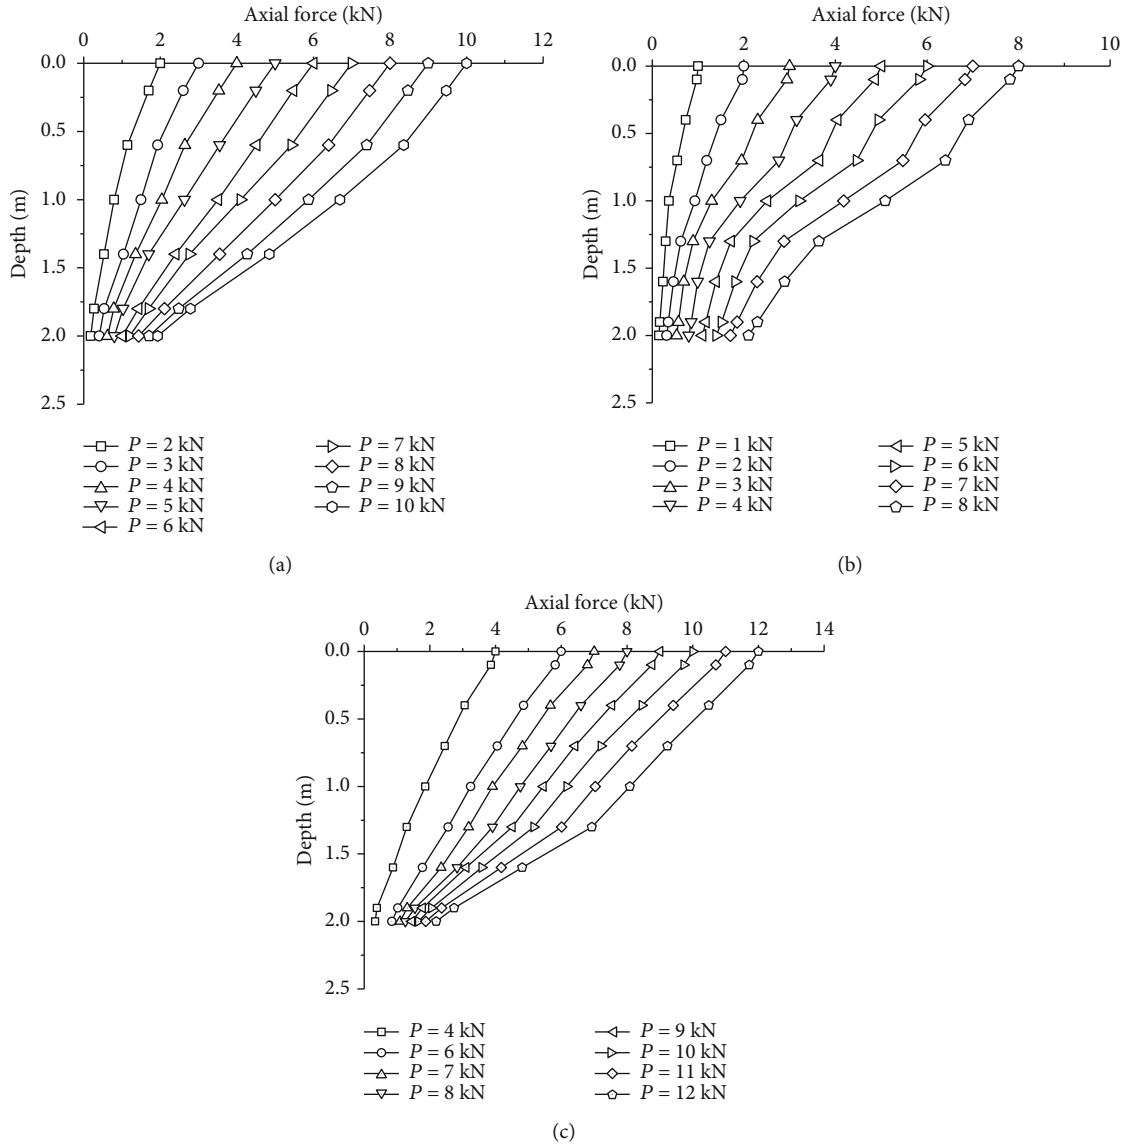 Axial force (kN)
0 2 4 6 8 10 12
0.0
0.5
1.0
1.5
2.0
2.5
Depth (m)
P = 2 kN
P = 3 kN
P = 4 kN
P = 5 kN
P = 6 kN
P = 7 kN
P = 8 kN
P = 9 kN
P = 10 kN
(a)
Axial force (kN)
0 2 4 6 8 10
0.0
0.5
1.0
1.5
2.0
2.5
Depth (m)
P = 1 kN
P = 2 kN
P = 3 kN
P = 4 kN
P = 5 kN
P = 6 kN
P = 7 kN
P = 8 kN
(b)
Axial force (kN)
0 2 4 6 8 10 12 14
0.0
0.5
1.0
1.5
2.0
2.5
Depth (m)
P = 4 kN
P = 6 kN
P = 7 kN
P = 8 kN
P = 9 kN
P = 10 kN
P = 11 kN
P = 12 kN
(c)